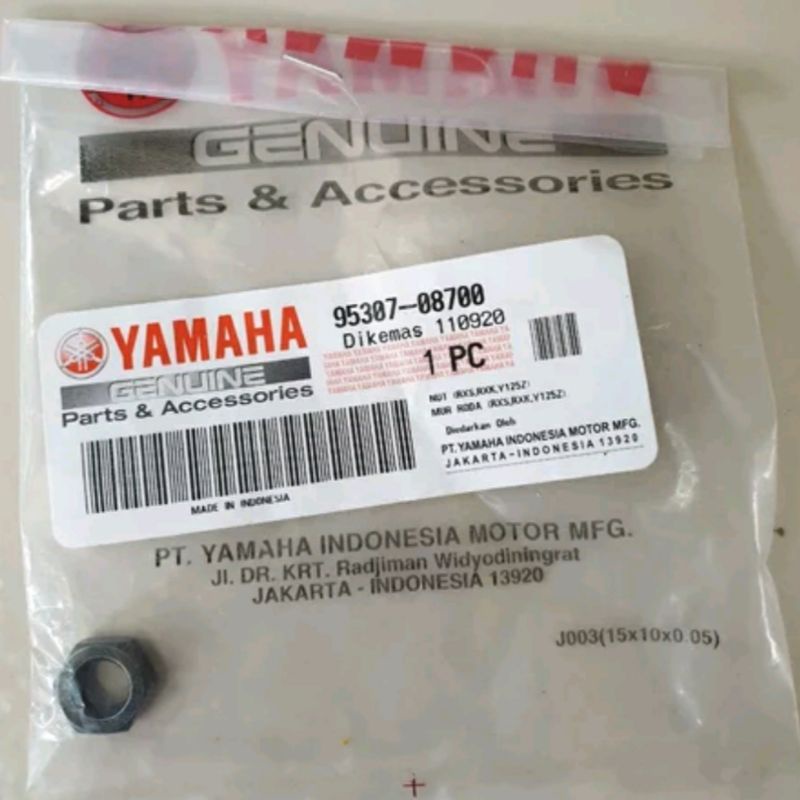 YAMAHA
GENUINE
Parts & Accessories
YAMAHA
GENUINE
Parts & Accessories
95307-08700
Dikemas 110920
1 PC
NUT (RXS,RXK,Y125Z)
MUR RODA (RXS,RXK,Y125Z)
Diedarkan Oleh
PT. YAMAHA INDONESIA MOTOR MFG.
JAKARTA-INDONESIA 13920
MADE IN INDONESIA
PT. YAMAHA INDONESIA MOTOR MFG.
Jl. DR. KRT. Radjiman Widyodiningrat
JAKARTA - INDONESIA 13920
J003(15x10x0.05)